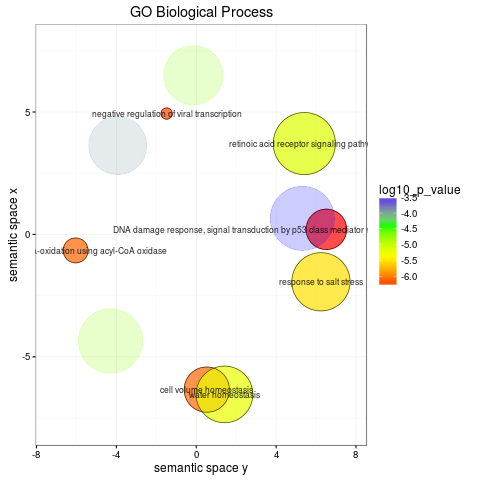 GO Biological Process
negative regulation of viral transcription
retinoic acid receptor signaling
DNA damage response, signal transduction by p53 class mediator
-oxidation using acyl-CoA oxidase
response to salt stress
cell volume homeostasis
water homeostasis
5
0
-5
-8
-4
0
4
8
semantic space x
semantic space y
log10_p_value
-3.5
-4.0
-4.5
-5.0
-5.5
-6.0